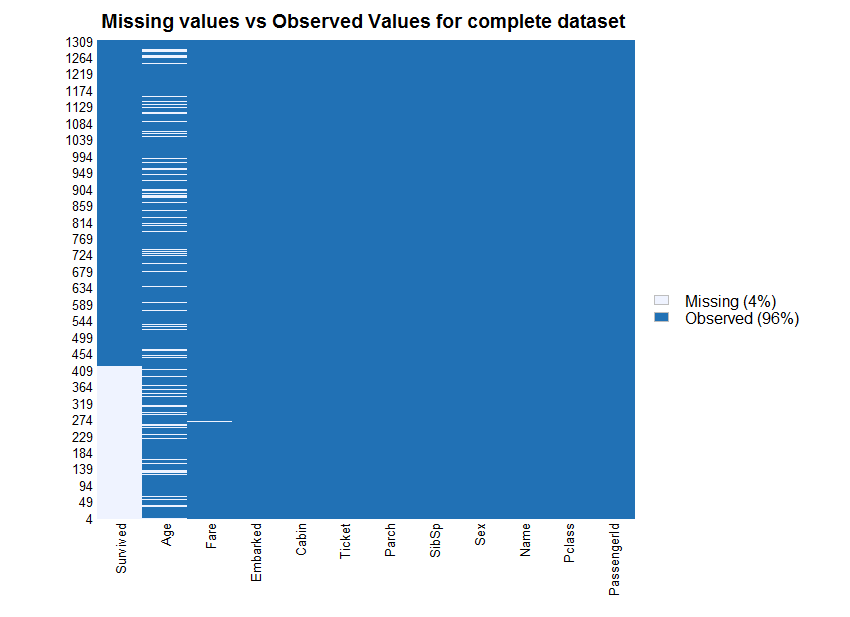 Missing values vs Observed Values for complete dataset
1309
1264
1219
1174
1129
1084
1039
994
949
904
859
814
769
724
679
634
589
544
499
454
409
364
319
274
229
184
139
94
49
4
Missing (4%)
Observed (96%)
Survived
Age
Fare
Embarked
Cabin
Ticket
Parch
SibSp
Sex
Name
Pclass
PassengerId